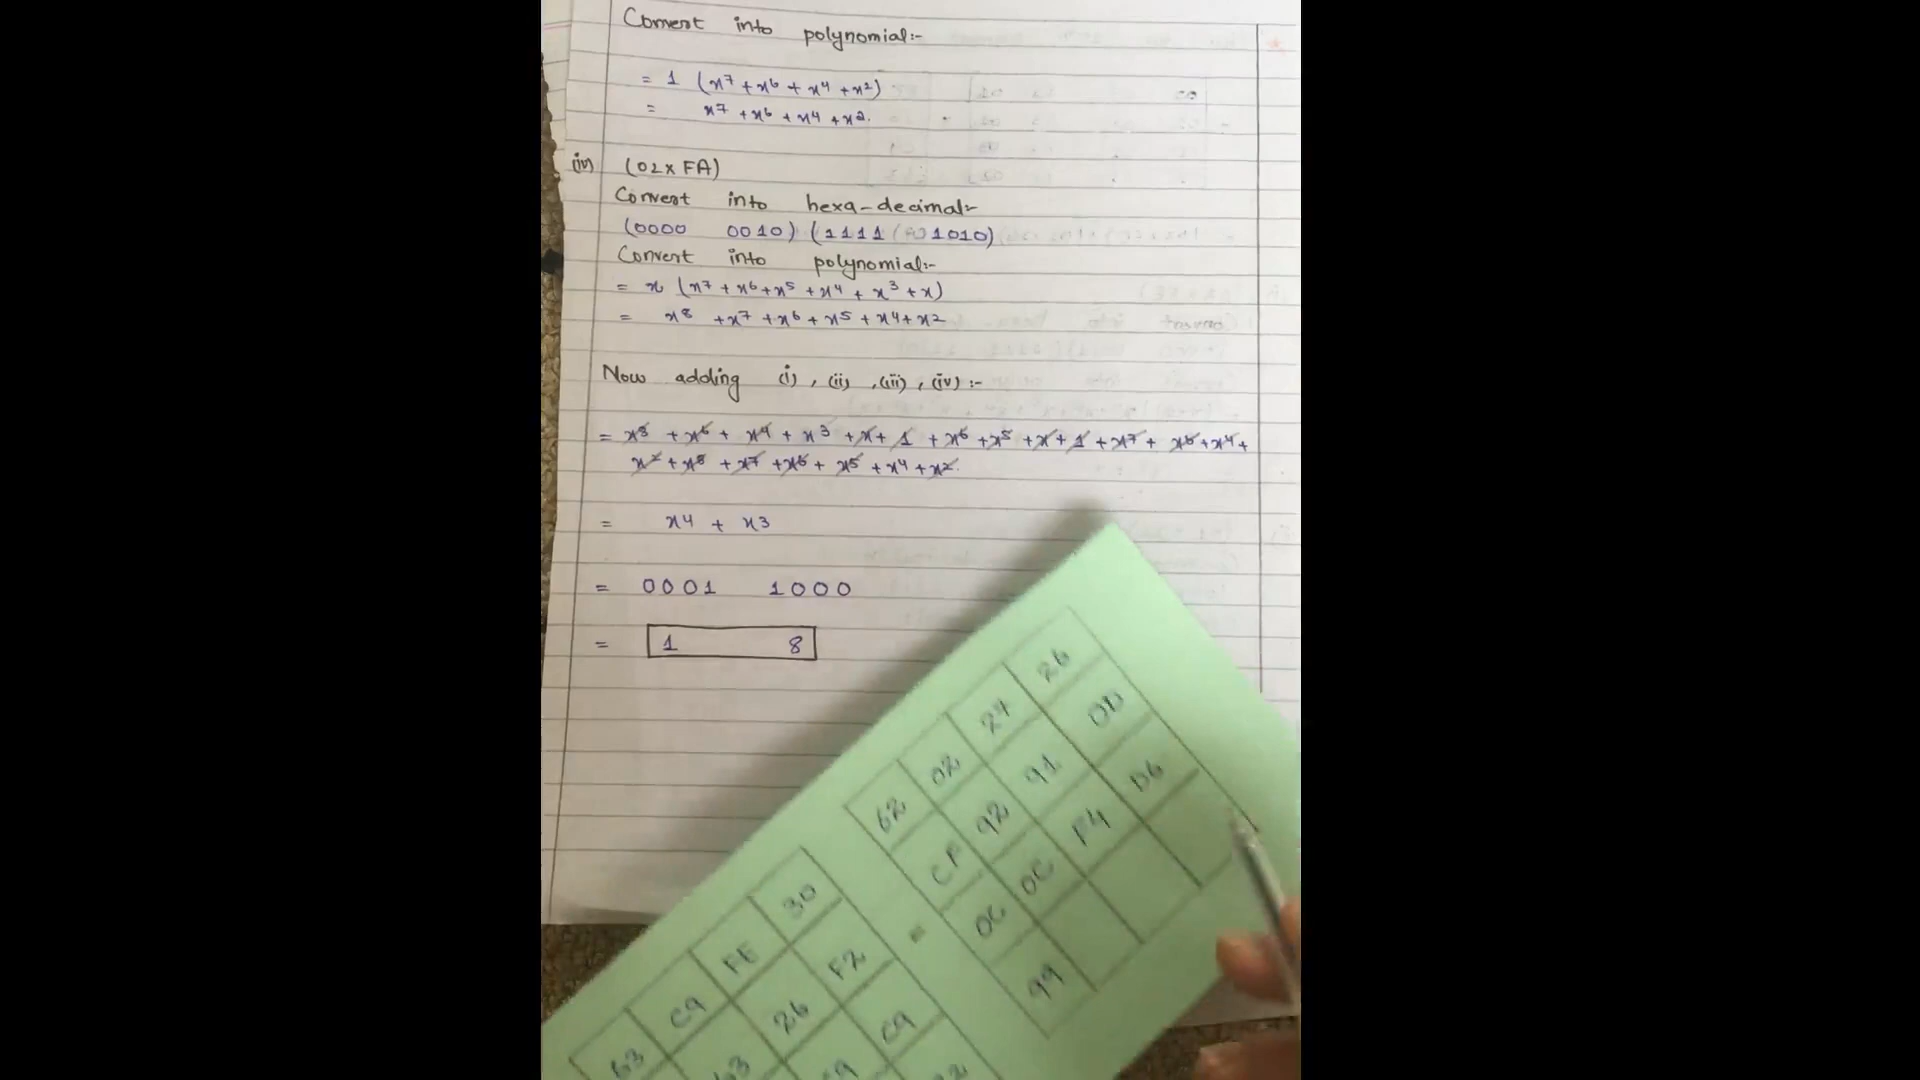 Convert into polynomial:-
= 1 (x⁷ + x⁶ + x⁴ + x²)
= x⁷ + x⁶ + x⁴ + x².
(iv) (02 x FA)
Convert into hexa-decimal:-
(0000 0010) (1111 1010)
Convert into polynomial:-
= x (x⁷ + x⁶ + x⁵ + x⁴ + x³ + x)
= x⁸ + x⁷ + x⁶ + x⁵ + x⁴ + x²
Now adding (i), (ii), (iii), (iv) :-
= x⁸ + x⁶ + x⁴ + x³ + x + 1 + x⁶ + x⁵ + x + 1 + x⁷ + x⁶ + x⁴ +
x² + x⁸ + x⁷ + x⁶ + x⁵ + x⁴ + x².
= x⁴ + x³
= 0001 1000
= 1 8
62 02 27 26
CF 92 91 DD
0C 0C F4 D6
99
=
63 C9 FE 30
63 26 F2
C9